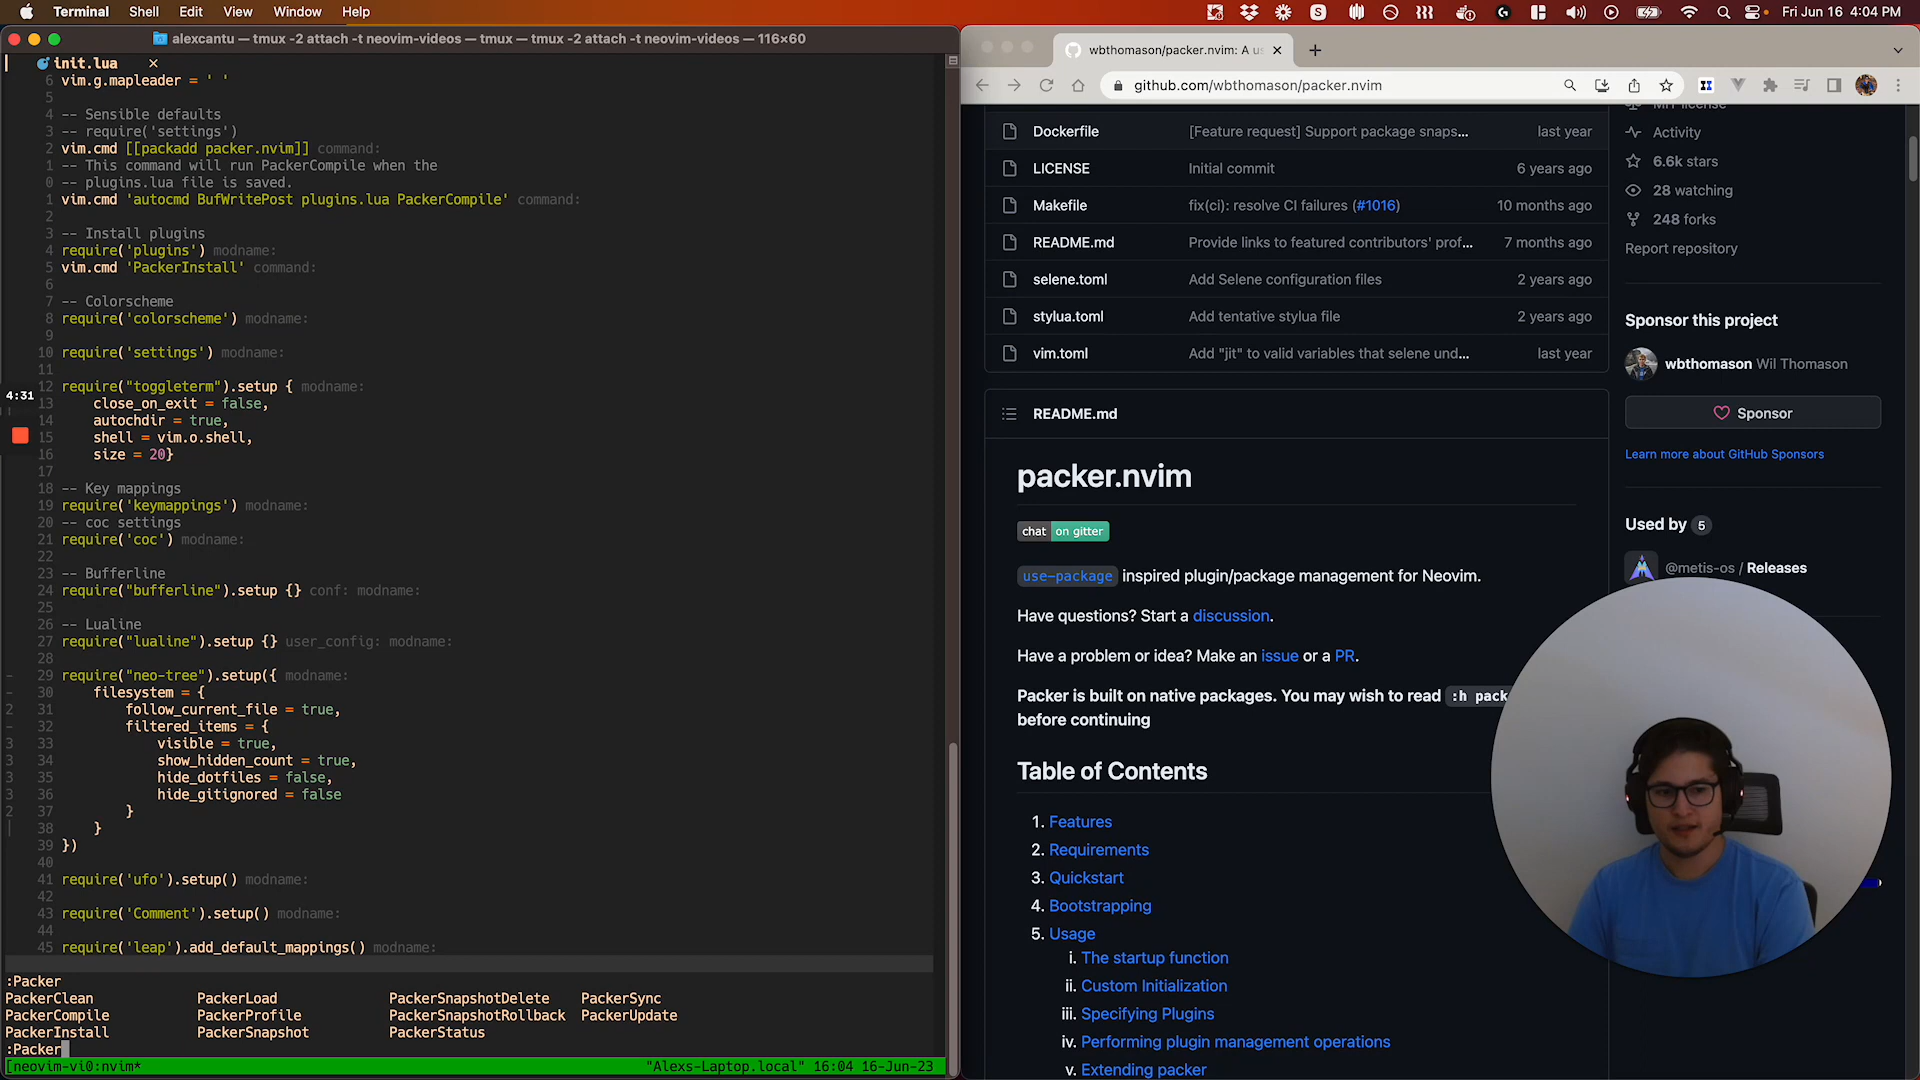 Terminal Shell Edit View Window Help
Fri Jun 16 4:04 PM
alexcantu — tmux -2 attach -t neovim-videos — tmux — tmux -2 attach -t neovim-videos — 116×60
init.lua
6 vim.g.mapleader = ' '
5
4 -- Sensible defaults
3 -- require('settings')
2 vim.cmd [[packadd packer.nvim]] command:
1 -- This command will run PackerCompile when the
0 -- plugins.lua file is saved.
1 vim.cmd 'autocmd BufWritePost plugins.lua PackerCompile' command:
2
3 -- Install plugins
4 require('plugins') modname:
5 vim.cmd 'PackerInstall' command:
6
7 -- Colorscheme
8 require('colorscheme') modname:
9
10 require('settings') modname:
11
12 require("toggleterm").setup { modname:
13 close_on_exit = false,
14 autochdir = true,
15 shell = vim.o.shell,
16 size = 20}
17
18 -- Key mappings
19 require('keymappings') modname:
20 -- coc settings
21 require('coc') modname:
22
23 -- Bufferline
24 require("bufferline").setup {} conf: modname:
25
26 -- Lualine
27 require("lualine").setup {} user_config: modname:
28
- 29 require("neo-tree").setup({ modname:
- 30 filesystem = {
2 31 follow_current_file = true,
- 32 filtered_items = {
3 33 visible = true,
3 34 show_hidden_count = true,
3 35 hide_dotfiles = false,
3 36 hide_gitignored = false
2 37 }
| 38 }
39 })
40
41 require('ufo').setup() modname:
42
43 require('Comment').setup() modname:
44
45 require('leap').add_default_mappings() modname:
4:31
:Packer
PackerClean PackerLoad PackerSnapshotDelete PackerSync
PackerCompile PackerProfile PackerSnapshotRollback PackerUpdate
PackerInstall PackerSnapshot PackerStatus
:Packer
[neovim-vi0:nvim* "Alexs-Laptop.local" 16:04 16-Jun-23
wbthomason/packer.nvim: A us
github.com/wbthomason/packer.nvim
Dockerfile [Feature request] Support package snaps... last year
LICENSE Initial commit 6 years ago
Makefile fix(ci): resolve CI failures (#1016) 10 months ago
README.md Provide links to featured contributors' prof... 7 months ago
selene.toml Add Selene configuration files 2 years ago
stylua.toml Add tentative stylua file 2 years ago
vim.toml Add "jit" to valid variables that selene und... last year
README.md
packer.nvim
chat on gitter
use-package inspired plugin/package management for Neovim.
Have questions? Start a discussion.
Have a problem or idea? Make an issue or a PR.
Packer is built on native packages. You may wish to read :h pack
before continuing
Table of Contents
1. Features
2. Requirements
3. Quickstart
4. Bootstrapping
5. Usage
i. The startup function
ii. Custom Initialization
iii. Specifying Plugins
iv. Performing plugin management operations
v. Extending packer
MIT license
Activity
6.6k stars
28 watching
248 forks
Report repository
Sponsor this project
wbthomason Wil Thomason
Sponsor
Learn more about GitHub Sponsors
Used by 5
@metis-os / Releases